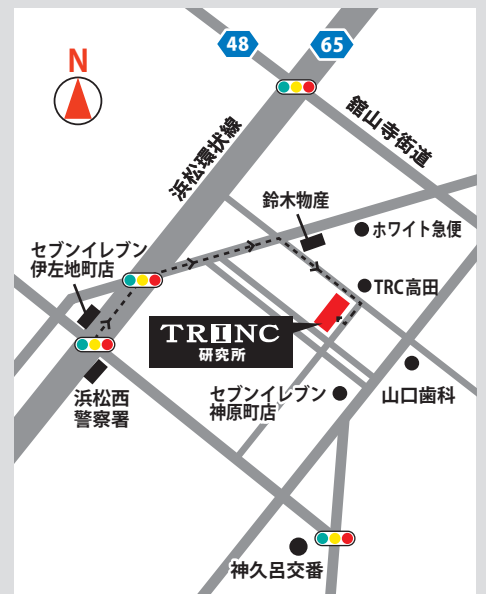 48
65
N
浜松環状線
舘山寺街道
鈴木物産
ホワイト急便
セブンイレブン
伊左地町店
TRC高田
TRINC
研究所
浜松西
警察署
セブンイレブン
神原町店
山口歯科
神久呂交番